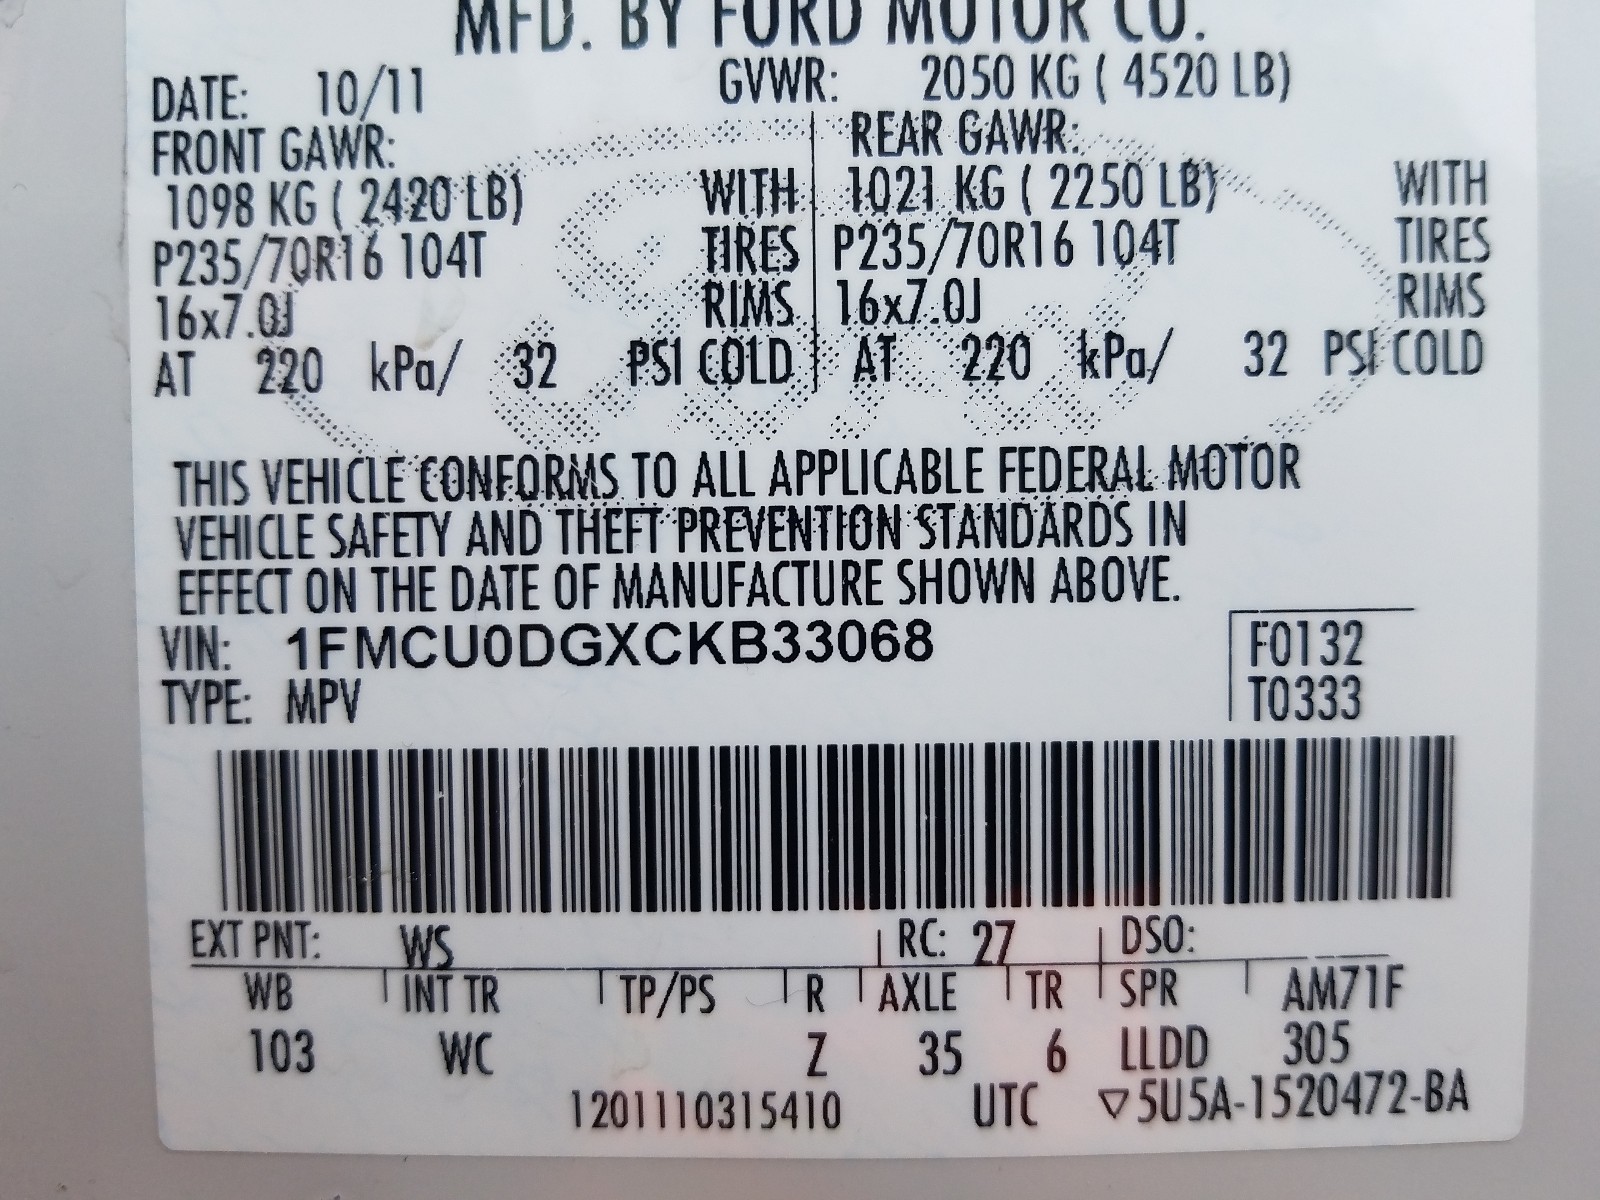 MFD. BY FORD MOTOR CO.
DATE: 10/11 GVWR: 2050 KG ( 4520 LB)
FRONT GAWR: REAR GAWR:
1098 KG ( 2420 LB) WITH 1021 KG ( 2250 LB) WITH
P235/70R16 104T TIRES P235/70R16 104T TIRES
16x7.0J RIMS 16x7.0J RIMS
AT 220 kPa/ 32 PSI COLD AT 220 kPa/ 32 PSI COLD
THIS VEHICLE CONFORMS TO ALL APPLICABLE FEDERAL MOTOR
VEHICLE SAFETY AND THEFT PREVENTION STANDARDS IN
EFFECT ON THE DATE OF MANUFACTURE SHOWN ABOVE.
VIN: 1FMCU0DGXCKB33068 F0132
TYPE: MPV T0333
EXT PNT: WS RC: 27 DSO:
WB INT TR TP/PS R AXLE TR SPR AM71F
103 WC Z 35 6 LLDD 305
1201110315410 UTC ▽5U5A-1520472-BA